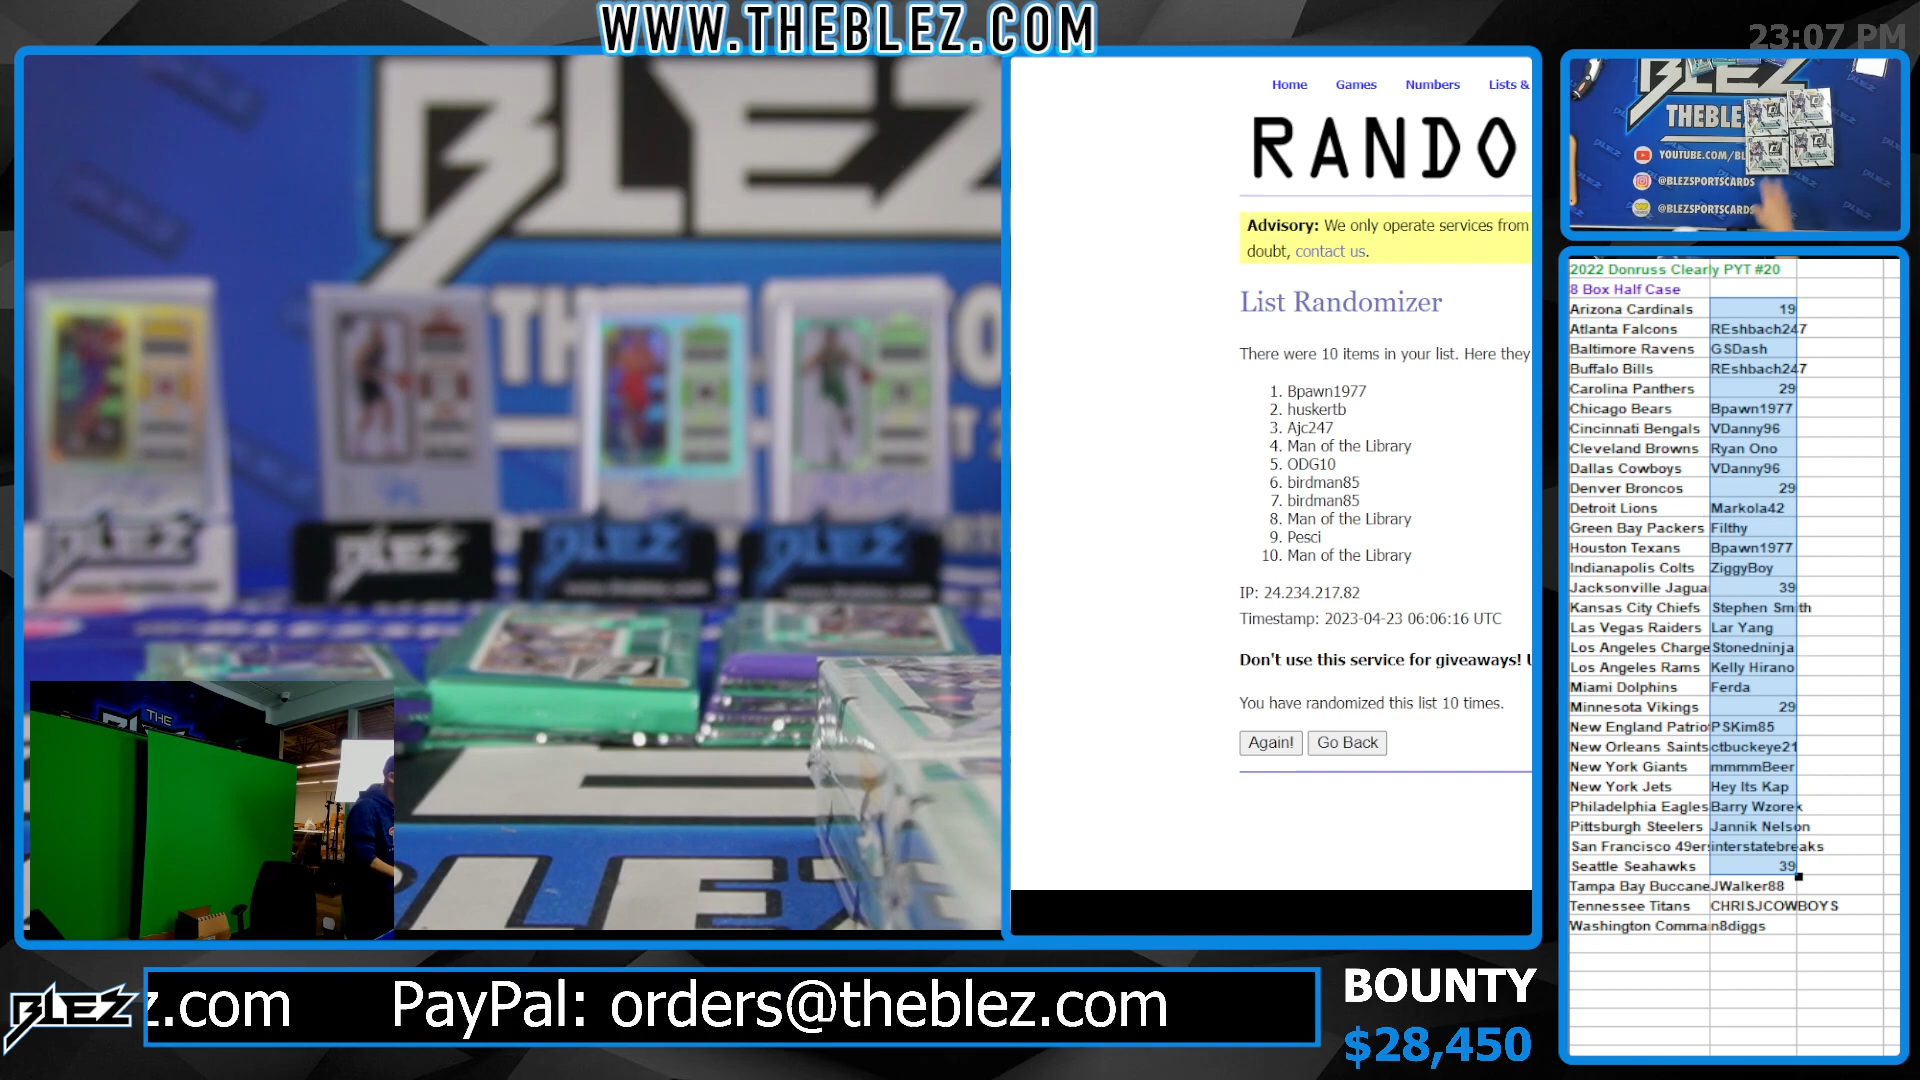 WWW.THEBLEZ.COM
23:07 PM
BLEZ
Home Games Numbers Lists &
RANDO
Advisory: We only operate services from
doubt, contact us.
List Randomizer
There were 10 items in your list. Here they
1. Bpawn1977
2. huskertb
3. Ajc247
4. Man of the Library
5. ODG10
6. birdman85
7. birdman85
8. Man of the Library
9. Pesci
10. Man of the Library
IP: 24.234.217.82
Timestamp: 2023-04-23 06:06:16 UTC
Don't use this service for giveaways!
You have randomized this list 10 times.
Again! Go Back
BLEZ
THEBLE
YOUTUBE.COM/BL
@BLEZSPORTSCARDS
@BLEZSPORTSCARDS
2022 Donruss Clearly PYT #20
8 Box Half Case
Arizona Cardinals 19
Atlanta Falcons REshbach247
Baltimore Ravens GSDash
Buffalo Bills REshbach247
Carolina Panthers 29
Chicago Bears Bpawn1977
Cincinnati Bengals VDanny96
Cleveland Browns Ryan Ono
Dallas Cowboys VDanny96
Denver Broncos 29
Detroit Lions Markola42
Green Bay Packers Filthy
Houston Texans Bpawn1977
Indianapolis Colts ZiggyBoy
Jacksonville Jagua 39
Kansas City Chiefs Stephen Smith
Las Vegas Raiders Lar Yang
Los Angeles Charge Stonedninja
Los Angeles Rams Kelly Hirano
Miami Dolphins Ferda
Minnesota Vikings 29
New England Patrio PSKim85
New Orleans Saints ctbuckeye21
New York Giants mmmmBeer
New York Jets Hey Its Kap
Philadelphia Eagles Barry Wzorek
Pittsburgh Steelers Jannik Nelson
San Francisco 49ers interstatebreaks
Seattle Seahawks 39
Tampa Bay Buccane JWalker88
Tennessee Titans CHRISJCOWBOYS
Washington Comman n8diggs
BLEZ
BLEZ
BLEZ
BLEZ
THE
BLEZ
z.com PayPal: orders@theblez.com
BOUNTY
$28,450